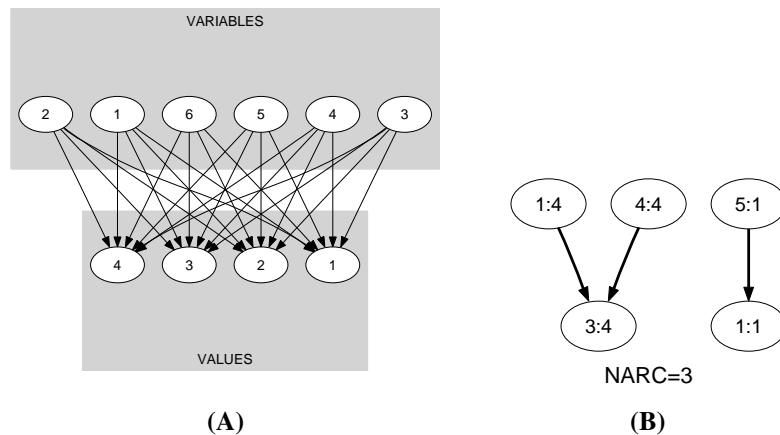 VARIABLES
2 1 6 5 4 3
4 3 2 1
VALUES
(A)
1:4 4:4 5:1
3:4 1:1
NARC=3
(B)